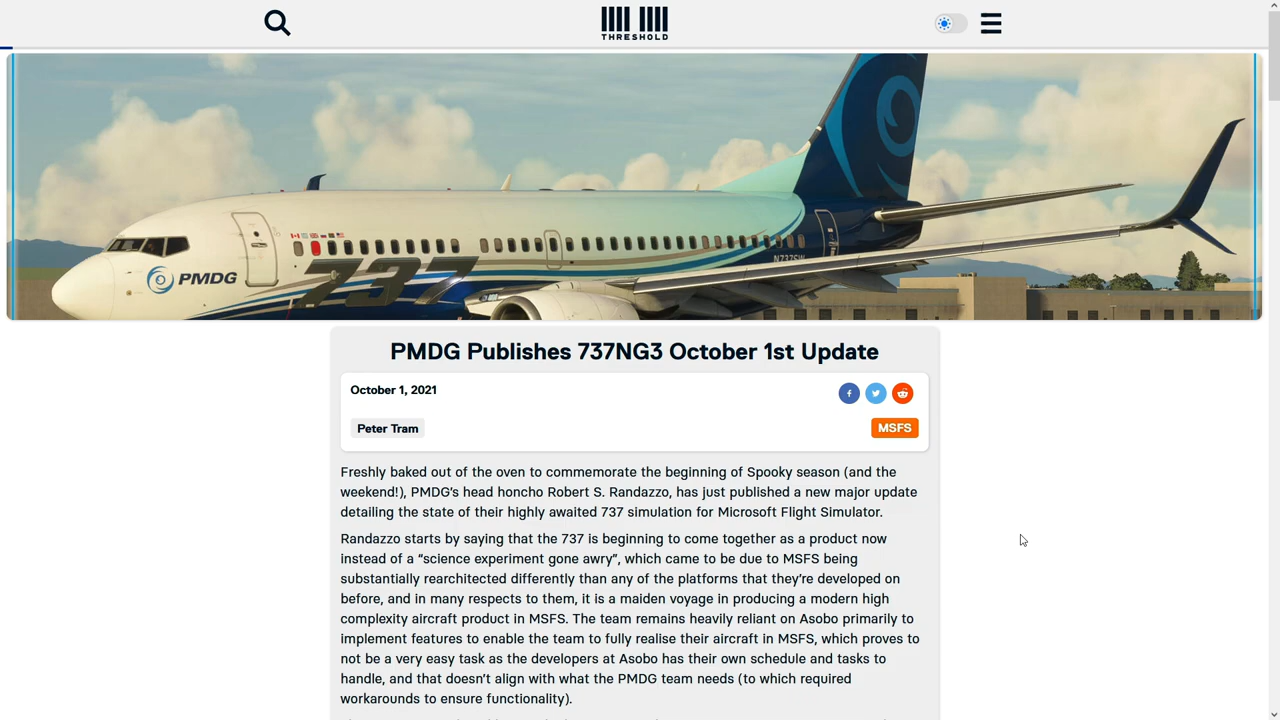 THRESHOLD
PMDG
737
N737SW
PMDG Publishes 737NG3 October 1st Update
October 1, 2021
Peter Tram
MSFS
Freshly baked out of the oven to commemorate the beginning of Spooky season (and the
weekend!), PMDG's head honcho Robert S. Randazzo, has just published a new major update
detailing the state of their highly awaited 737 simulation for Microsoft Flight Simulator.
Randazzo starts by saying that the 737 is beginning to come together as a product now
instead of a “science experiment gone awry”, which came to be due to MSFS being
substantially rearchitected differently than any of the platforms that they're developed on
before, and in many respects to them, it is a maiden voyage in producing a modern high
complexity aircraft product in MSFS. The team remains heavily reliant on Asobo primarily to
implement features to enable the team to fully realise their aircraft in MSFS, which proves to
not be a very easy task as the developers at Asobo has their own schedule and tasks to
handle, and that doesn't align with what the PMDG team needs (to which required
workarounds to ensure functionality).